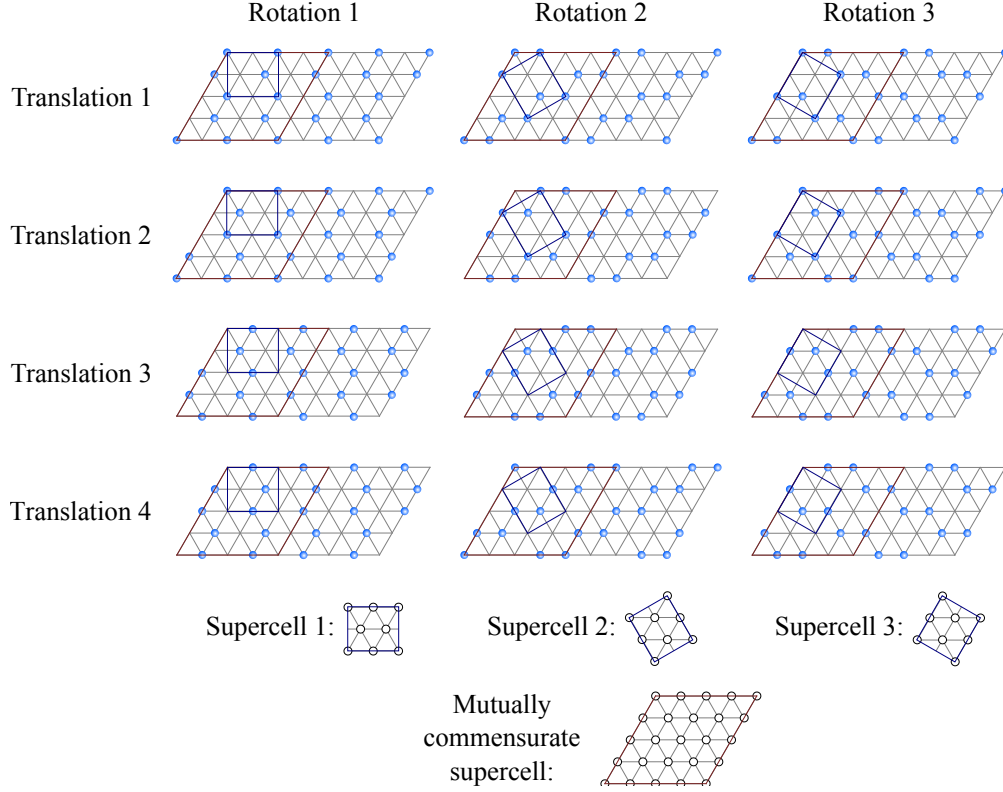 Rotation 1
Rotation 2
Rotation 3
Translation 1
Translation 2
Translation 3
Translation 4
Supercell 1:
Supercell 2:
Supercell 3:
Mutually
commensurate
supercell: